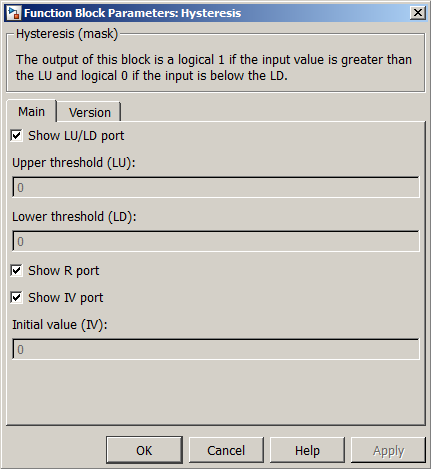 Function Block Parameters: Hysteresis
Hysteresis (mask)
The output of this block is a logical 1 if the input value is greater than
the LU and logical 0 if the input is below the LD.
Main Version
Show LU/LD port
Upper threshold (LU):
0
Lower threshold (LD):
0
Show R port
Show IV port
Initial value (IV):
0
OK Cancel Help Apply